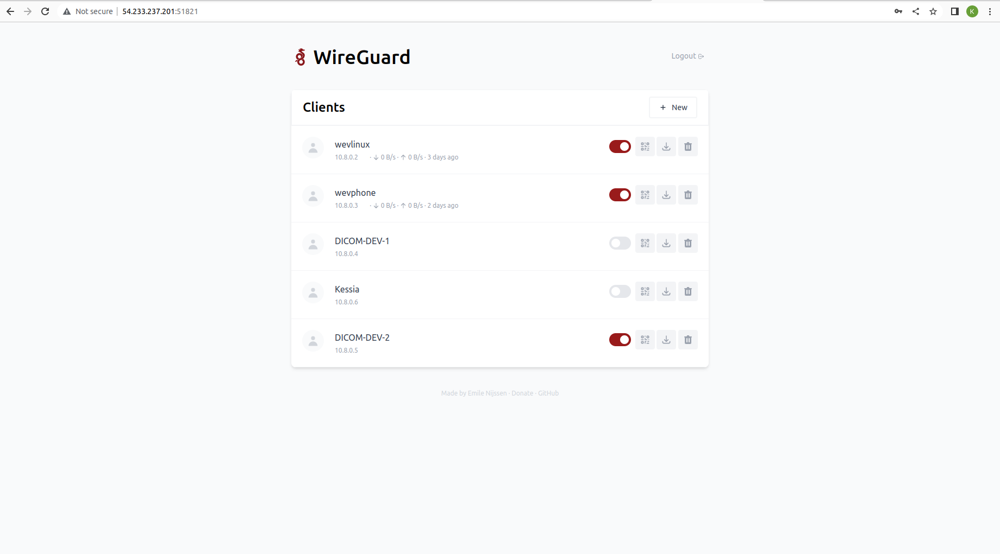 Not secure | 54.233.237.201:51821
K
WireGuard
Logout
Clients
+ New
wevlinux
10.8.0.2 · ↓ 0 B/s · ↑ 0 B/s · 3 days ago
wevphone
10.8.0.3 · ↓ 0 B/s · ↑ 0 B/s · 2 days ago
DICOM-DEV-1
10.8.0.4
Kessia
10.8.0.6
DICOM-DEV-2
10.8.0.5
Made by Emile Nijssen · Donate · GitHub